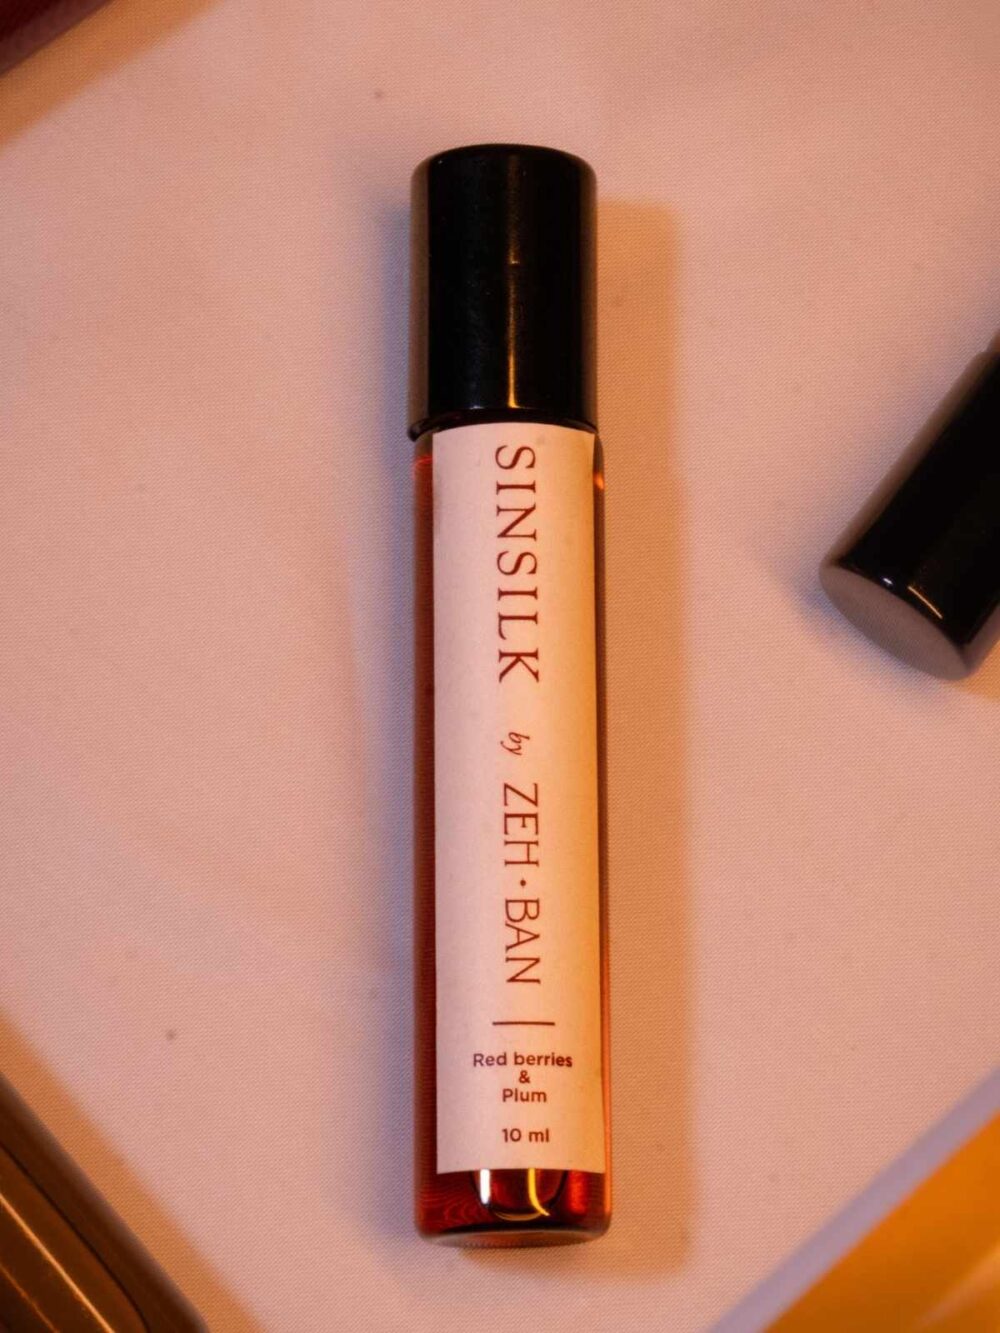 SINSILK by ZEH·BAN
Red berries
&
Plum
10 ml